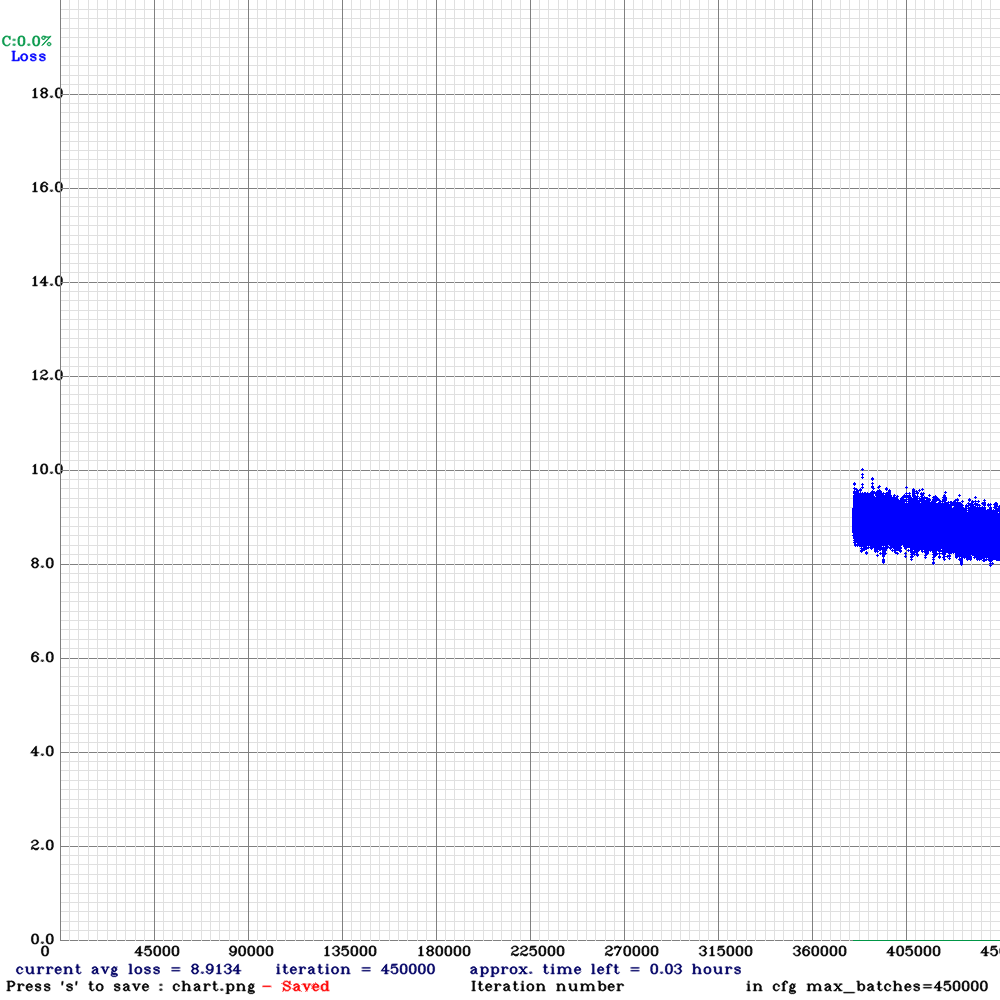 C:0.0%
Loss
18.0
16.0
14.0
12.0
10.0
8.0
6.0
4.0
2.0
0.0
0 45000 90000 135000 180000 225000 270000 315000 360000 405000 450
current avg loss = 8.9134 iteration = 450000 approx. time left = 0.03 hours
Press 's' to save : chart.png - Saved Iteration number in cfg max_batches=450000